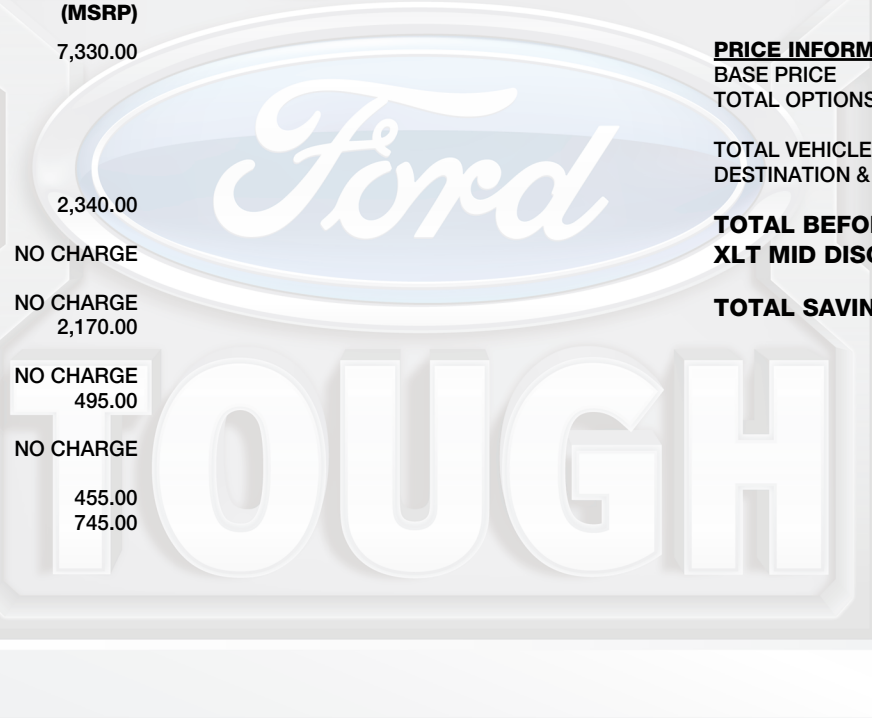 (MSRP)
7,330.00
2,340.00
NO CHARGE
NO CHARGE
2,170.00
NO CHARGE
495.00
NO CHARGE
455.00
745.00
PRICE INFORM
BASE PRICE
TOTAL OPTIONS
TOTAL VEHICLE
DESTINATION &
TOTAL BEFO
XLT MID DISC
TOTAL SAVIN
Ford
TOUGH